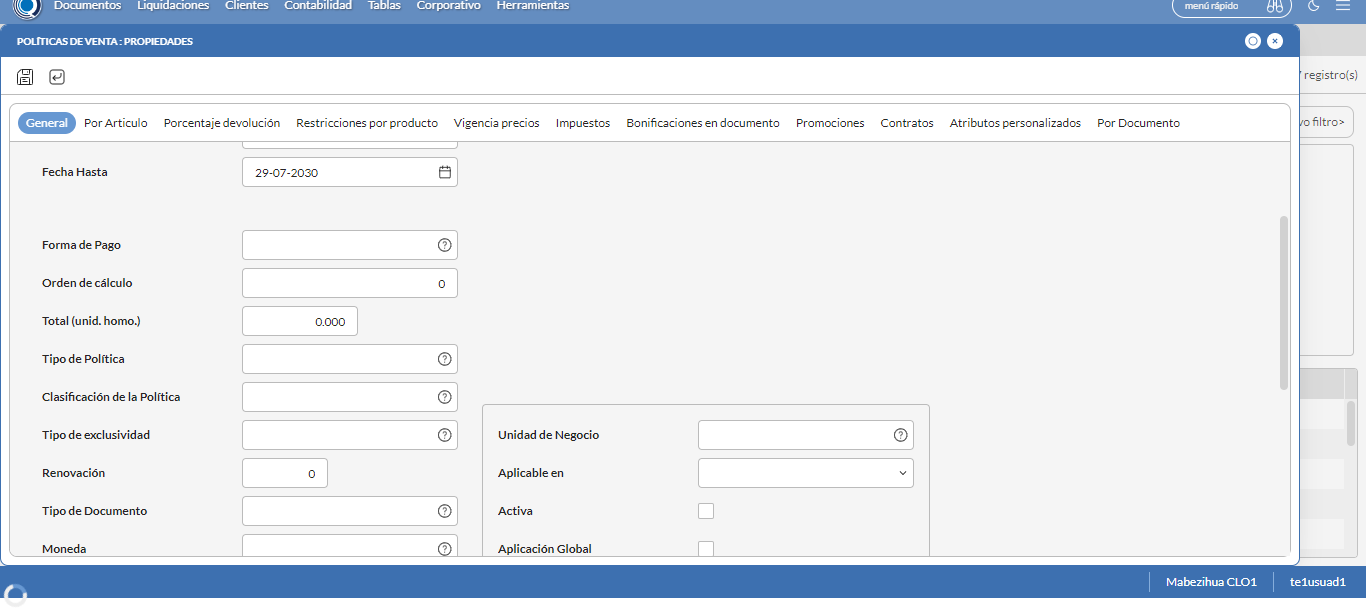 Documentos Liquidaciones Clientes Contabilidad Tablas Corporativo Herramientas menú rápido
POLÍTICAS DE VENTA : PROPIEDADES
registro(s)
General Por Articulo Porcentaje devolución Restricciones por producto Vigencia precios Impuestos Bonificaciones en documento Promociones Contratos Atributos personalizados Por Documento
vo filtro>
Fecha Hasta 29-07-2030
Forma de Pago
Orden de cálculo 0
Total (unid. homo.) 0.000
Tipo de Política
Clasificación de la Política
Tipo de exclusividad Unidad de Negocio
Renovación 0 Aplicable en
Tipo de Documento Activa
Moneda Aplicación Global
Mabezihua CLO1 te1usuad1